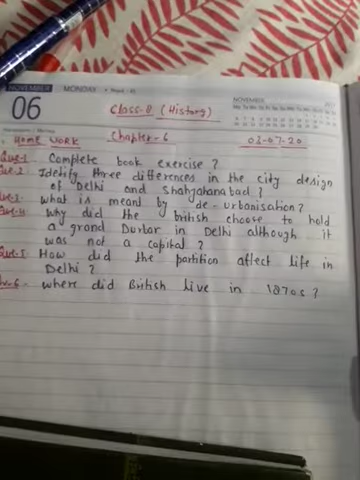 NOVEMBER MONDAY
06
Class-8 (History)
NOVEMBER
HOME WORK Chapter-6 03-07-20
Que-1 Complete book exercise ?
Que-2 Idetify three differences in the city design
of Delhi and Shahjahanabad ?
Que-3 what is meant by de-urbanisation ?
Que-4 Why did the british choose to hold
a grand Durbar in Delhi although it
was not a capital ?
Que-5 How did the partition affect life in
Delhi ?
Que-6 where did British live in 1870s ?